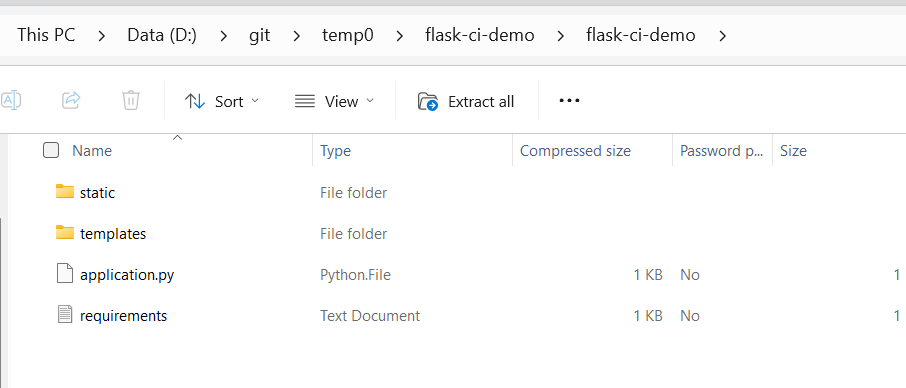 This PC > Data (D:) > git > temp0 > flask-ci-demo > flask-ci-demo >
Sort View Extract all ...
Name Type Compressed size Password p... Size
static File folder
templates File folder
application.py Python.File 1 KB No 1
requirements Text Document 1 KB No 1